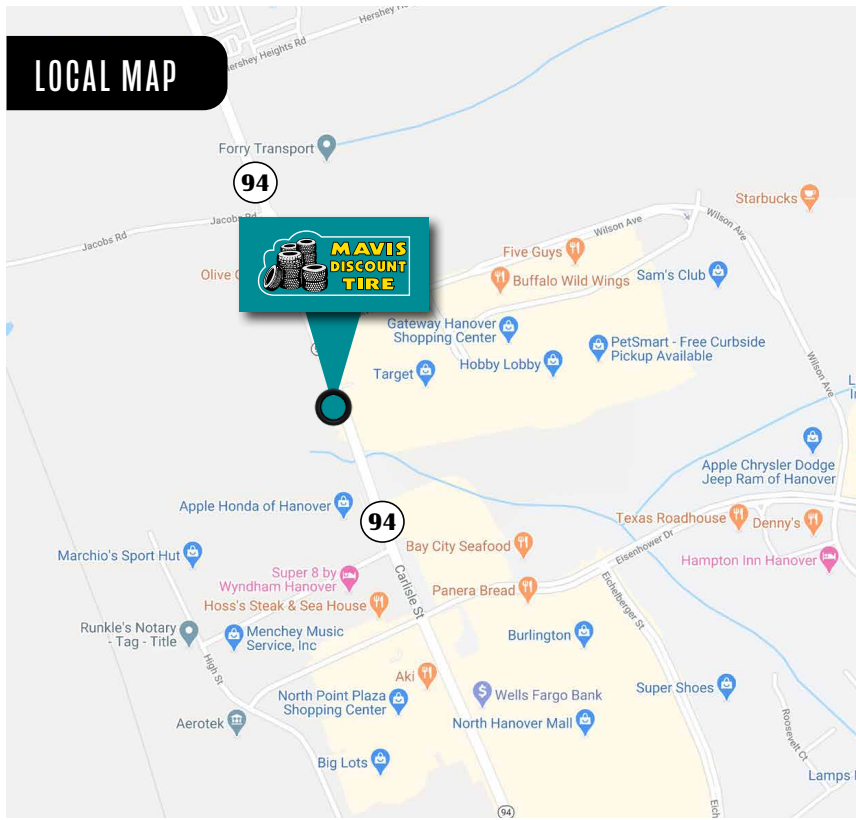 Hershey
Hershey Heights Rd
LOCAL MAP
Forry Transport
94
Starbucks
Jacobs Rd
Jacobs Rd
Wilson Ave
Wilson Ave
MAVIS
DISCOUNT
TIRE
Five Guys
Olive
Buffalo Wild Wings
Sam's Club
Gateway Hanover
Shopping Center
PetSmart - Free Curbside
Pickup Available
Target
Hobby Lobby
Wilson Ave
Apple Chrysler Dodge
Jeep Ram of Hanover
Apple Honda of Hanover
94
Texas Roadhouse
Denny's
Bay City Seafood
Marchio's Sport Hut
Eisenhower Dr
Hampton Inn Hanover
Super 8 by
Wyndham Hanover
Carlisle St
Eichelberger St
Panera Bread
Hoss's Steak & Sea House
Runkle's Notary
- Tag - Title
Menchey Music
Service, Inc
Burlington
High St
Aki
North Point Plaza
Shopping Center
Wells Fargo Bank
Super Shoes
Aerotek
North Hanover Mall
Roosevelt Ct
Big Lots
Lamps
94
Eich